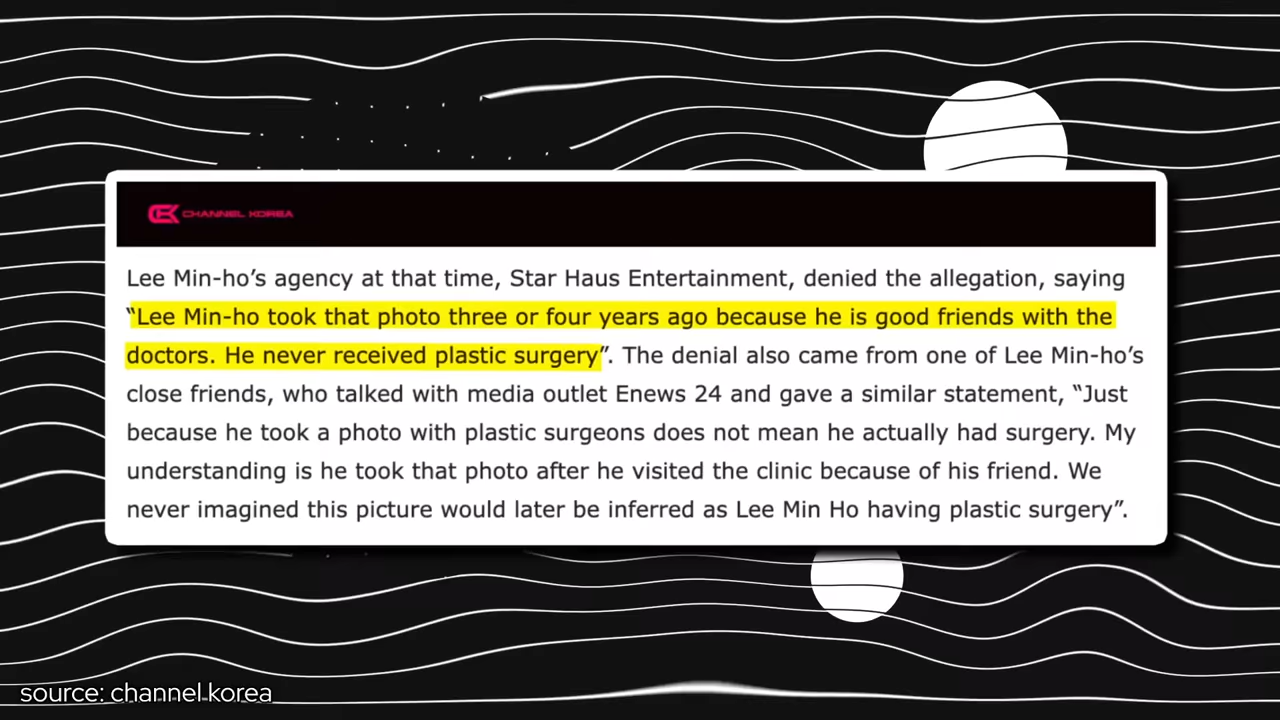 CHANNEL KOREA
Lee Min-ho’s agency at that time, Star Haus Entertainment, denied the allegation, saying
“Lee Min-ho took that photo three or four years ago because he is good friends with the
doctors. He never received plastic surgery”. The denial also came from one of Lee Min-ho’s
close friends, who talked with media outlet Enews 24 and gave a similar statement, “Just
because he took a photo with plastic surgeons does not mean he actually had surgery. My
understanding is he took that photo after he visited the clinic because of his friend. We
never imagined this picture would later be inferred as Lee Min Ho having plastic surgery”.
source: channel korea